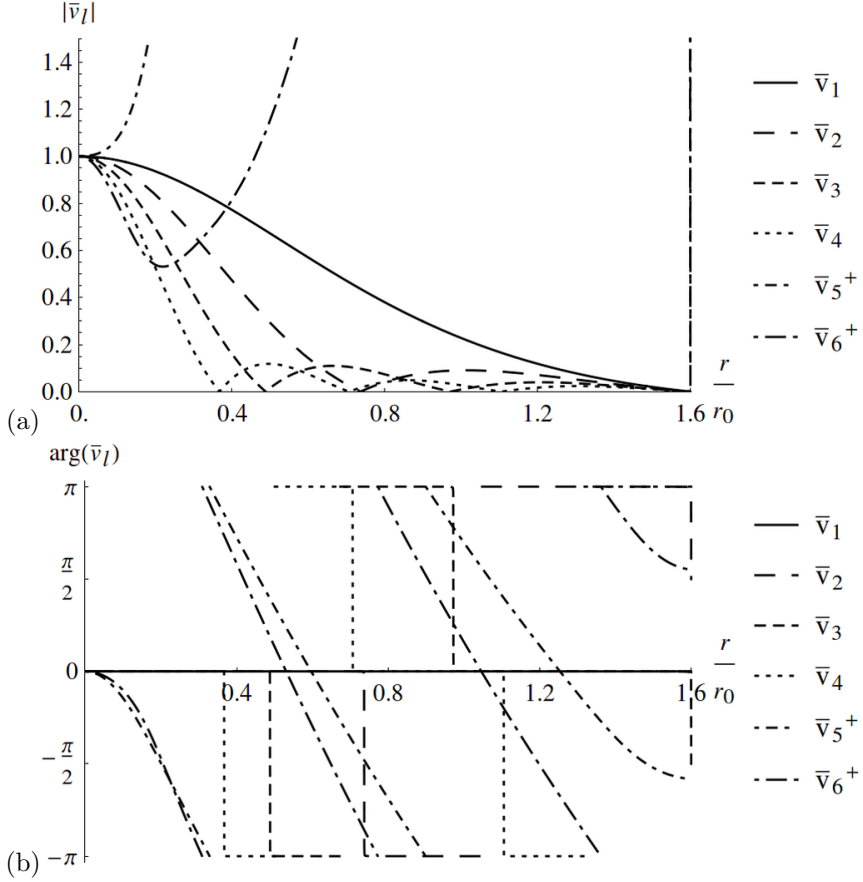 |v̄_l|
1.4
1.2
1.0
0.8
0.6
0.4
0.2
0.0
0.
0.4
0.8
1.2
1.6
r
r_0
v̄_1
v̄_2
v̄_3
v̄_4
v̄_5^+
v̄_6^+
(a)
arg(v̄_l)
π
π
2
0
-π
2
-π
0.4
0.8
1.2
1.6
r
r_0
v̄_1
v̄_2
v̄_3
v̄_4
v̄_5^+
v̄_6^+
(b)